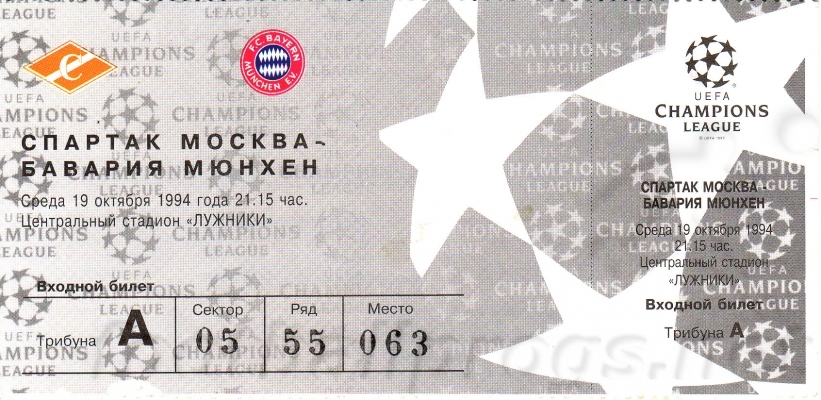 F.C. BAYERN
MÜNCHEN E.V.
СПАРТАК МОСКВА-
БАВАРИЯ МЮНХЕН
Среда 19 октября 1994 года 21.15 час.
Центральный стадион «ЛУЖНИКИ»
Входной билет
Трибуна А
Сектор Ряд Место
05 55 063
UEFA
CHAMPIONS
LEAGUE
СПАРТАК МОСКВА-
БАВАРИЯ МЮНХЕН
Среда 19 октября 1994
21.15 час.
Центральный стадион
«ЛУЖНИКИ»
Входной билет
Трибуна А
UEFA
CHAMPIONS
LEAGUE